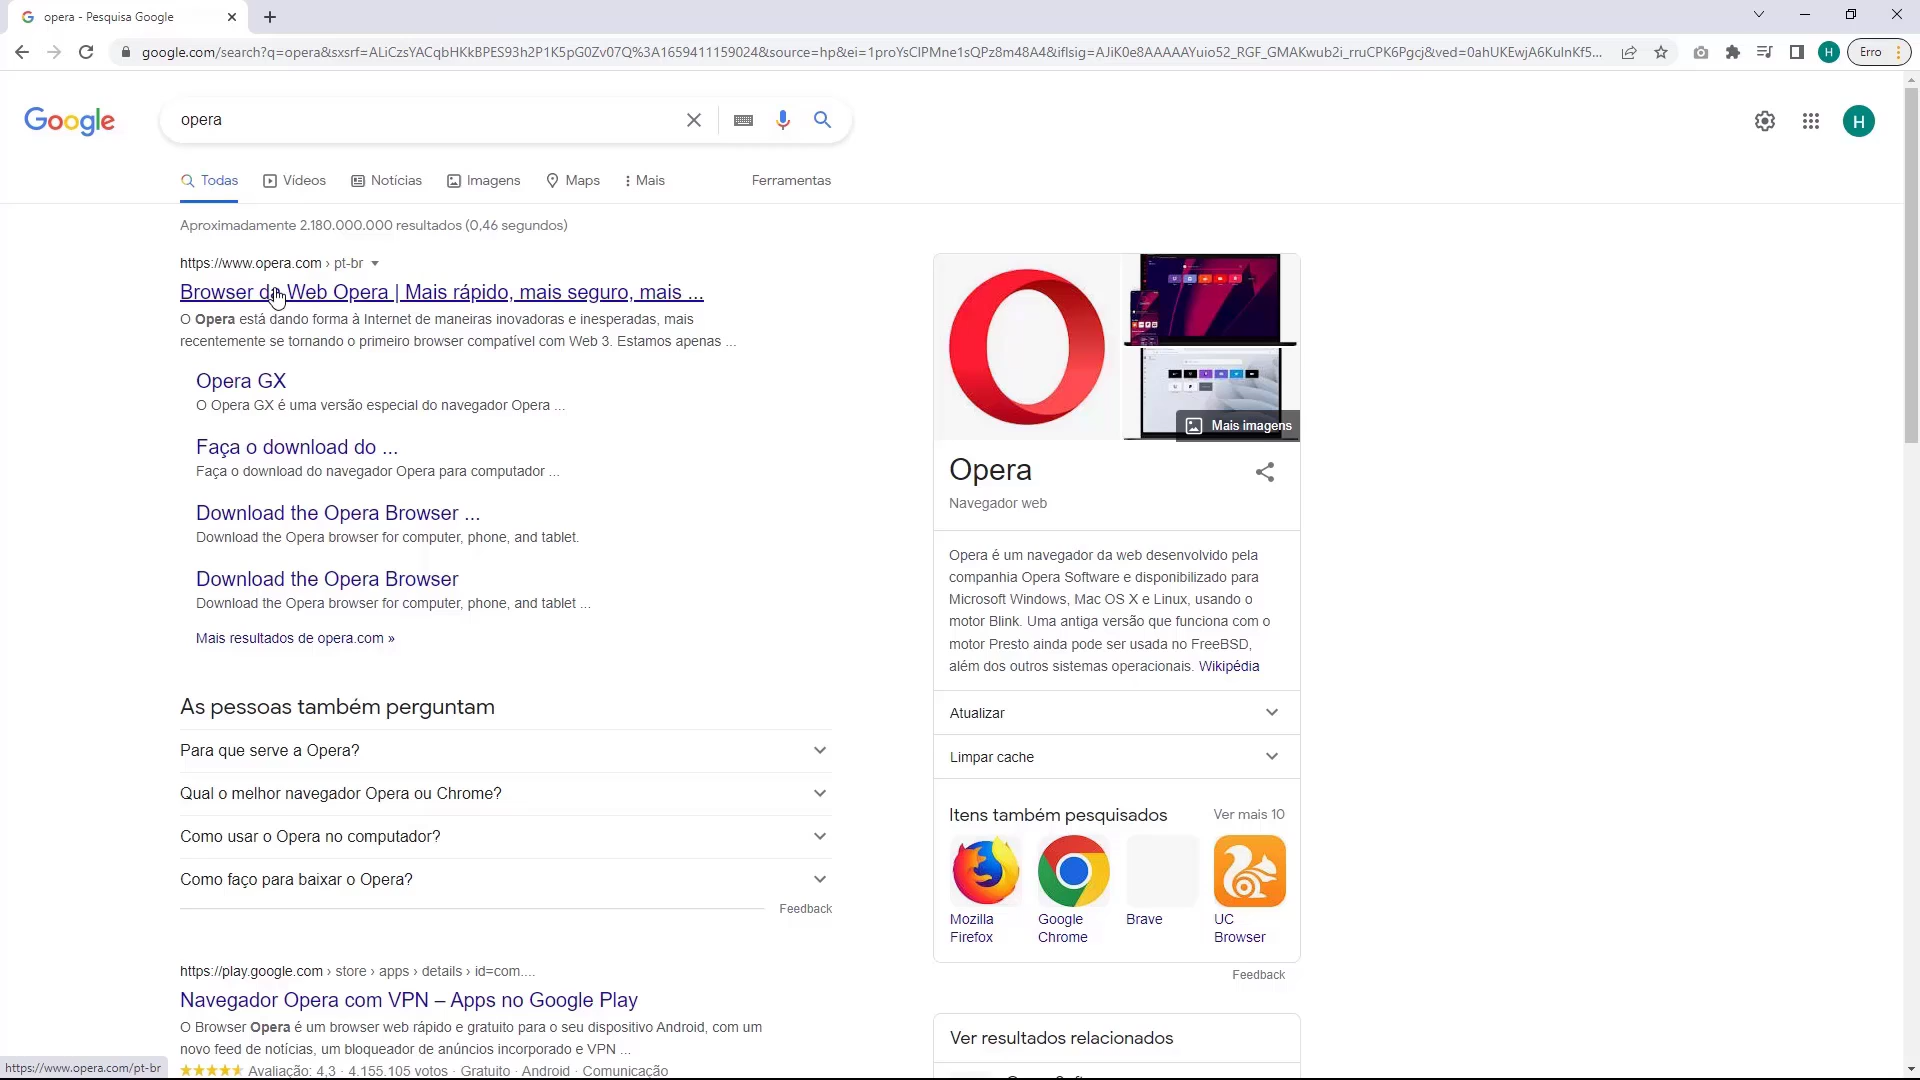 opera - Pesquisa Google
google.com/search?q=opera&sxsrf=ALiCzsYACqbHKkBPES93h2P1K5pG0Zv07Q%3A1659411159024&source=hp&ei=1proYsClPMne1sQPz8m48A4&iflsig=AJiK0e8AAAAAYuio52_RGF_GMAKwub2i_rruCPK6Pgcj&ved=0ahUKEwjA6KulnKf5...
H
Erro
Google
opera
H
Todas
Vídeos
Notícias
Imagens
Maps
Mais
Ferramentas
Aproximadamente 2.180.000.000 resultados (0,46 segundos)
https://www.opera.com › pt-br
Browser da Web Opera | Mais rápido, mais seguro, mais ...
O Opera está dando forma à Internet de maneiras inovadoras e inesperadas, mais
recentemente se tornando o primeiro browser compatível com Web 3. Estamos apenas ...
Opera GX
O Opera GX é uma versão especial do navegador Opera ...
Faça o download do ...
Faça o download do navegador Opera para computador ...
Download the Opera Browser ...
Download the Opera browser for computer, phone, and tablet.
Download the Opera Browser
Download the Opera browser for computer, phone, and tablet ...
Mais resultados de opera.com »
As pessoas também perguntam
Para que serve a Opera?
Qual o melhor navegador Opera ou Chrome?
Como usar o Opera no computador?
Como faço para baixar o Opera?
Feedback
https://play.google.com › store › apps › details › id=com....
Navegador Opera com VPN – Apps no Google Play
O Browser Opera é um browser web rápido e gratuito para o seu dispositivo Android, com um
novo feed de notícias, um bloqueador de anúncios incorporado e VPN ...
Avaliação: 4,3 · 4.155.105 votos · Gratuito · Android · Comunicação
https://www.opera.com/pt-br
Mais imagens
Opera
Navegador web
Opera é um navegador da web desenvolvido pela
companhia Opera Software e disponibilizado para
Microsoft Windows, Mac OS X e Linux, usando o
motor Blink. Uma antiga versão que funciona com o
motor Presto ainda pode ser usada no FreeBSD,
além dos outros sistemas operacionais. Wikipédia
Atualizar
Limpar cache
Itens também pesquisados
Ver mais 10
Mozilla
Firefox
Google
Chrome
Brave
UC
Browser
Feedback
Ver resultados relacionados